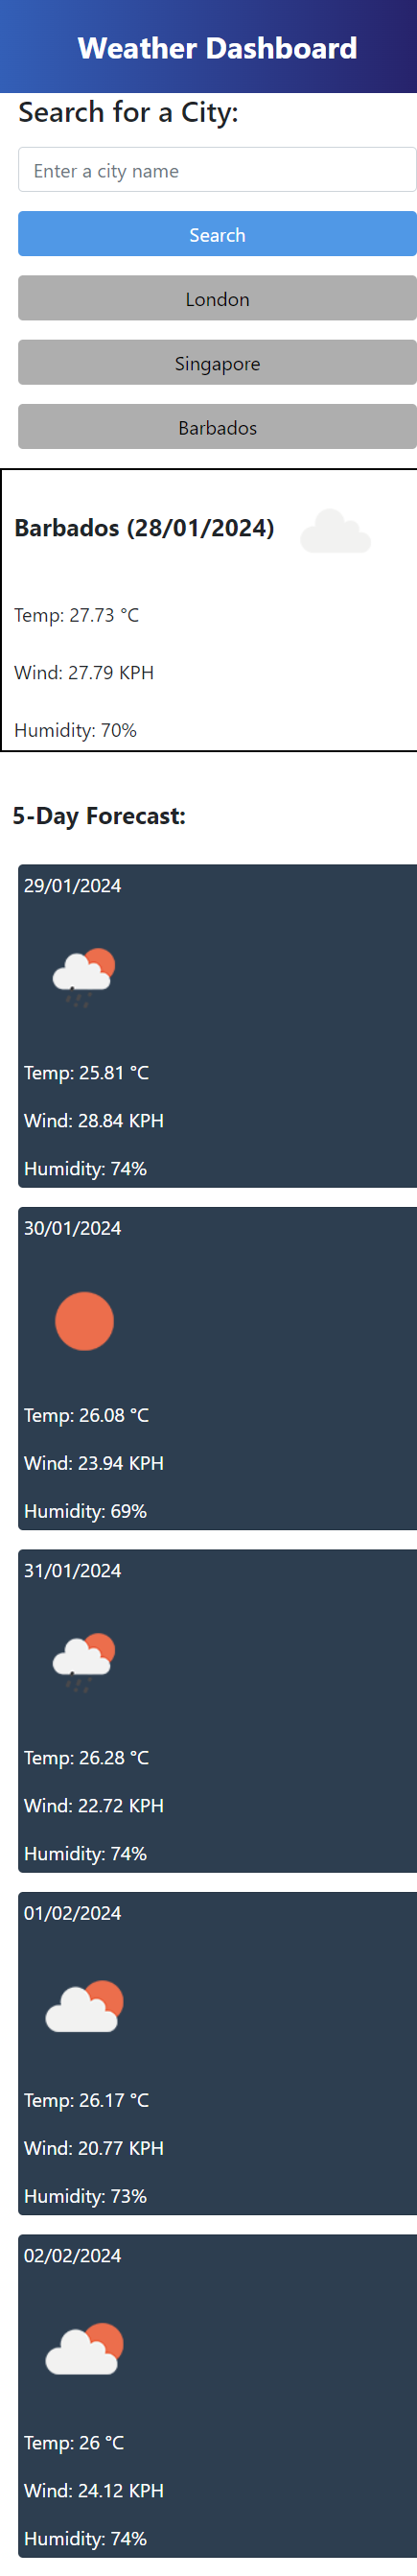 Weather Dashboard
Search for a City:
Enter a city name
Search
London
Singapore
Barbados
Barbados (28/01/2024)
Temp: 27.73 °C
Wind: 27.79 KPH
Humidity: 70%
5-Day Forecast:
29/01/2024
Temp: 25.81 °C
Wind: 28.84 KPH
Humidity: 74%
30/01/2024
Temp: 26.08 °C
Wind: 23.94 KPH
Humidity: 69%
31/01/2024
Temp: 26.28 °C
Wind: 22.72 KPH
Humidity: 74%
01/02/2024
Temp: 26.17 °C
Wind: 20.77 KPH
Humidity: 73%
02/02/2024
Temp: 26 °C
Wind: 24.12 KPH
Humidity: 74%